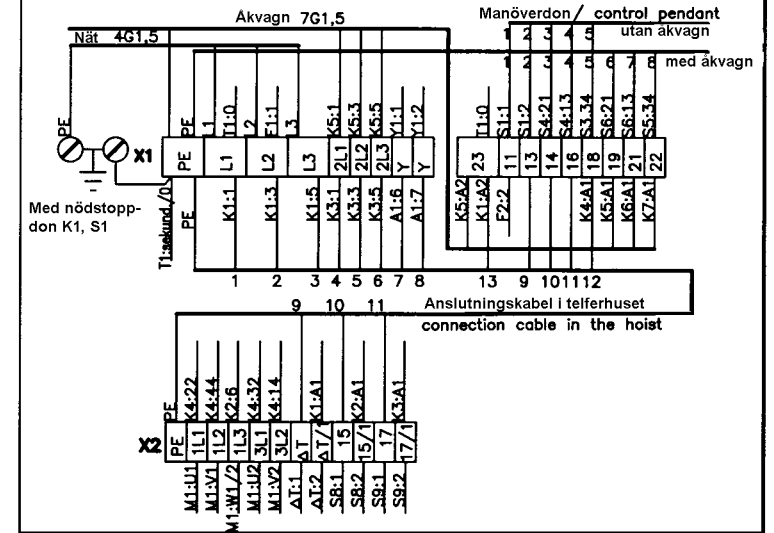 Åkvagn 7G1,5
Manöverdon / control pendant
1 2 3 4 5 utan åkvagn
Nät 4G1,5
1 2 3 4 5 6 7 8 med åkvagn
PE PE L1 T1:0 L2 F1:1 L3 K5:1 K5:3 K5:5 Y1:1 Y1:2 T1:0 S1:1 S1:2 S4:21 S4:13 S3.34 S6:21 S6:13 S5:34
X1 PE L1 L2 L3 2L1 2L2 2L3 Y Y 23 11 13 14 16 18 19 21 22
T1:sekund./0 PE K1:1 K1:3 K1:5 K3:1 K3:3 K3:5 A1:6 A1:7 K5:A2 K1:A2 F2:2 K4:A1 K5:A1 K6:A1 K7:A1
Med nödstopp-
don K1, S1
1 2 3 4 5 6 7 8 13 9 10 11 12
9 10 11 Anslutningskabel i telferhuset
connection cable in the hoist
PE K4:22 K4:44 K2:6 K4:32 K4:14 K1:A1 K2:A1 K3:A1
X2 PE 1L1 1L2 1L3 3L1 3L2 ΔT ΔT/1 15 15/1 17 17/1
M1:U1 M1:V1 M1:W1/2 M1:U2 M1:V2 ΔT:1 ΔT:2 S8:1 S8:2 S9:1 S9:2